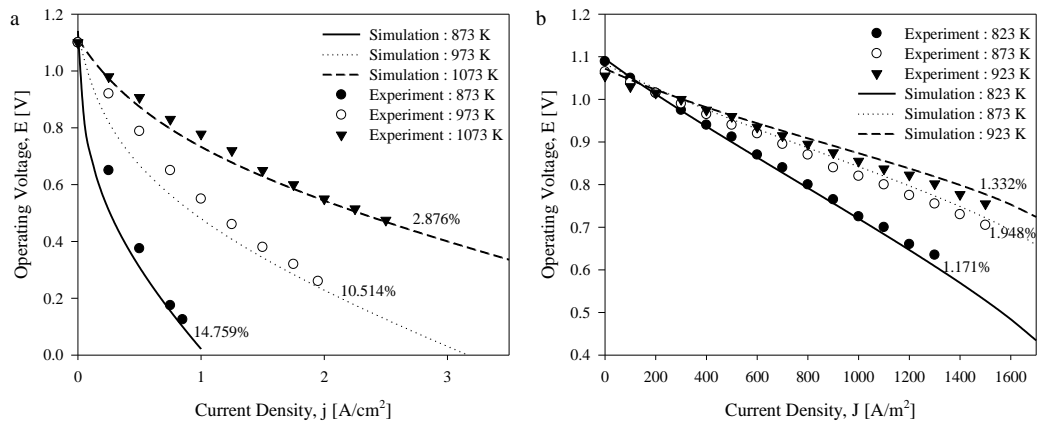 a
Simulation : 873 K
Simulation : 973 K
Simulation : 1073 K
Experiment : 873 K
Experiment : 973 K
Experiment : 1073 K
Operating Voltage, E [V]
1.2
1.0
0.8
0.6
0.4
0.2
0.0
2.876%
10.514%
14.759%
0 1 2 3
Current Density, j [A/cm²]
b
Experiment : 823 K
Experiment : 873 K
Experiment : 923 K
Simulation : 823 K
Simulation : 873 K
Simulation : 923 K
Operating Voltage, E [V]
1.2
1.1
1.0
0.9
0.8
0.7
0.6
0.5
0.4
1.332%
1.948%
1.171%
0 200 400 600 800 1000 1200 1400 1600
Current Density, J [A/m²]